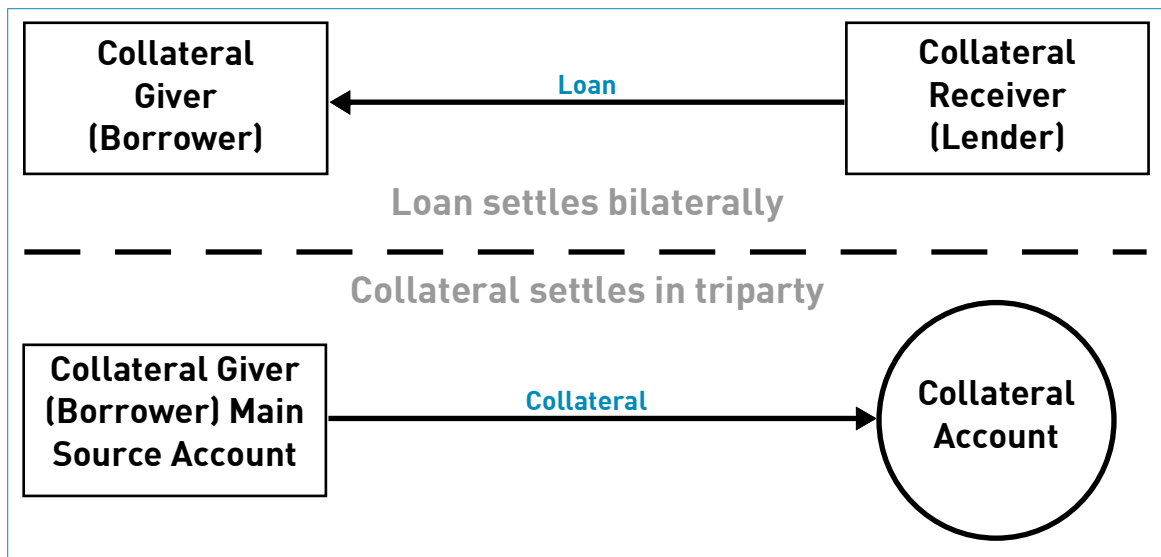 Collateral
Giver
(Borrower)
Loan
Collateral
Receiver
(Lender)
Loan settles bilaterally
Collateral settles in triparty
Collateral Giver
(Borrower) Main
Source Account
Collateral
Collateral
Account